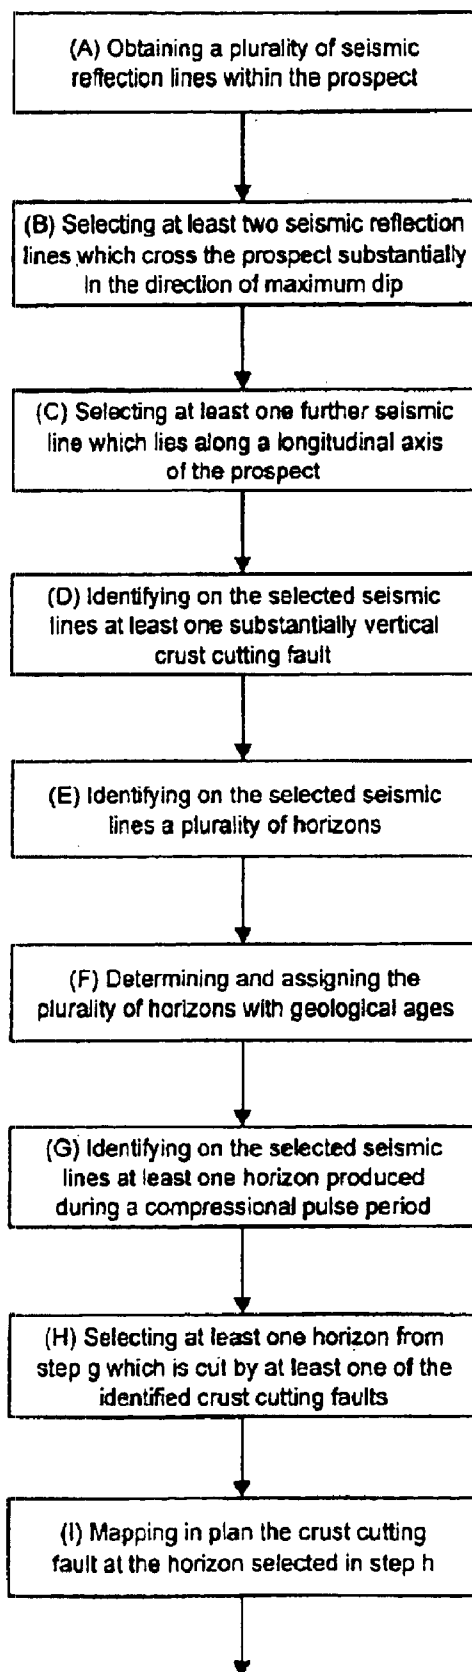 (A) Obtaining a plurality of seismic
reflection lines within the prospect
(B) Selecting at least two seismic reflection
lines which cross the prospect substantially
in the direction of maximum dip
(C) Selecting at least one further seismic
line which lies along a longitudinal axis
of the prospect
(D) Identifying on the selected seismic
lines at least one substantially vertical
crust cutting fault
(E) Identifying on the selected seismic
lines a plurality of horizons
(F) Determining and assigning the
plurality of horizons with geological ages
(G) Identifying on the selected seismic
lines at least one horizon produced
during a compressional pulse period
(H) Selecting at least one horizon from
step g which is cut by at least one of the
identified crust cutting faults
(I) Mapping in plan the crust cutting
fault at the horizon selected in step h